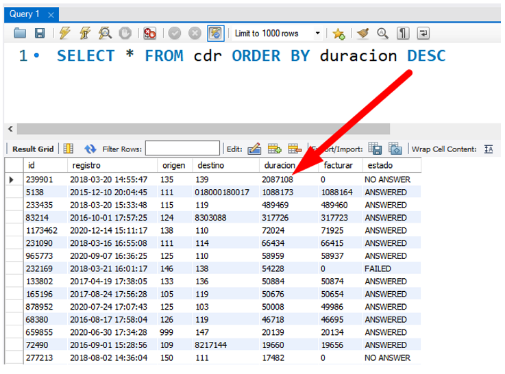 Query 1
Limit to 1000 rows
1 SELECT * FROM cdr ORDER BY duracion DESC
Result Grid Filter Rows: Edit: Export/Import: Wrap Cell Content:
id registro origen destino duracion facturar estado
239901 2018-03-20 14:55:47 135 139 2087108 0 NO ANSWER
5138 2015-12-10 20:04:45 111 018000180017 1088173 1088164 ANSWERED
233435 2018-03-20 15:33:48 115 119 489469 489460 ANSWERED
83214 2016-10-01 17:57:25 124 8303088 317726 317723 ANSWERED
1173462 2020-12-14 15:11:17 138 110 72024 71925 ANSWERED
231090 2018-03-16 16:55:08 111 114 66434 66415 ANSWERED
965773 2020-09-07 16:36:25 125 110 58959 58937 ANSWERED
232169 2018-03-21 16:01:17 146 138 54228 0 FAILED
133802 2017-04-19 17:38:05 133 136 50884 50874 ANSWERED
165196 2017-08-24 17:56:28 105 119 50676 50654 ANSWERED
878952 2020-07-24 17:07:43 125 103 50008 49986 ANSWERED
68380 2016-08-17 17:58:04 126 119 46718 46695 ANSWERED
659855 2020-06-30 17:34:28 999 147 20139 20134 ANSWERED
72490 2016-09-01 15:28:56 109 8217144 19660 19656 ANSWERED
277213 2018-08-02 14:36:04 150 111 17482 0 NO ANSWER